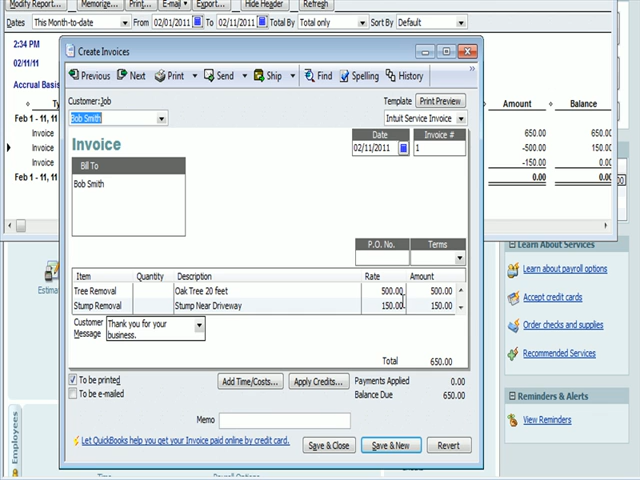 Modify Report... Memorize... Print... E-mail Export... Hide Header Refresh
Dates This Month-to-date From 02/01/2011 To 02/11/2011 Total By Total only Sort By Default
2:34 PM
02/11/11
Accrual Basis
Amount Balance
Feb 1 - 11, 11
Invoice 650.00 650.00
Invoice -500.00 150.00
Invoice -150.00 0.00
Feb 1 - 11, 11 0.00 0.00
Create Invoices
Previous Next Print Send Ship Find Spelling History
Customer:Job Template Print Preview
Bob Smith Intuit Service Invoice
Invoice
Date Invoice #
02/11/2011 1
Bill To
Bob Smith
P.O. No. Terms
Item Quantity Description Rate Amount
Tree Removal Oak Tree 20 feet 500.00 500.00
Stump Removal Stump Near Driveway 150.00 150.00
Customer Message Thank you for your business.
Total 650.00
To be printed Add Time/Costs... Apply Credits... Payments Applied 0.00
To be e-mailed Balance Due 650.00
Memo
Let QuickBooks help you get your Invoice paid online by credit card.
Save & Close Save & New Revert
Learn About Services
Learn about payroll options
Accept credit cards
Order checks and supplies
Recommended Services
Reminders & Alerts
View Reminders
Employees